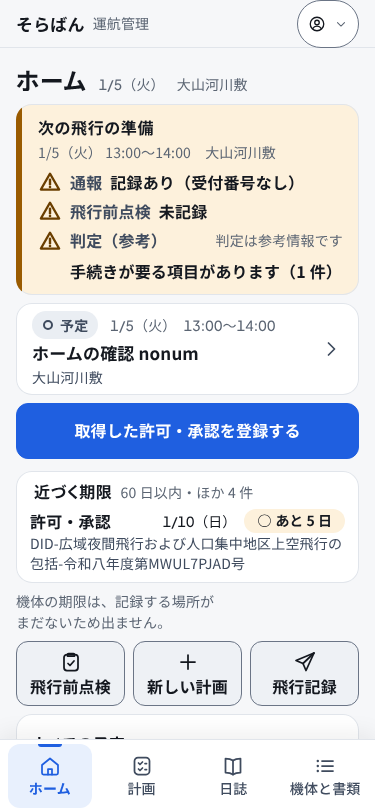 そらばん 運航管理
ホーム 1/5（火） 大山河川敷
次の飛行の準備
1/5（火） 13:00〜14:00 大山河川敷
通報 記録あり（受付番号なし）
飛行前点検 未記録
判定（参考） 判定は参考情報です
手続きが要る項目があります（1 件）
予定 1/5（火） 13:00〜14:00
ホームの確認 nonum
大山河川敷
取得した許可・承認を登録する
近づく期限 60 日以内・ほか 4 件
許可・承認 1/10（日） あと 5 日
DID-広域夜間飛行および人口集中地区上空飛行の
包括-令和八年度第MWUL7PJAD号
機体の期限は、記録する場所が
まだないため出ません。
飛行前点検 新しい計画 飛行記録
ホーム 計画 日誌 機体と書類